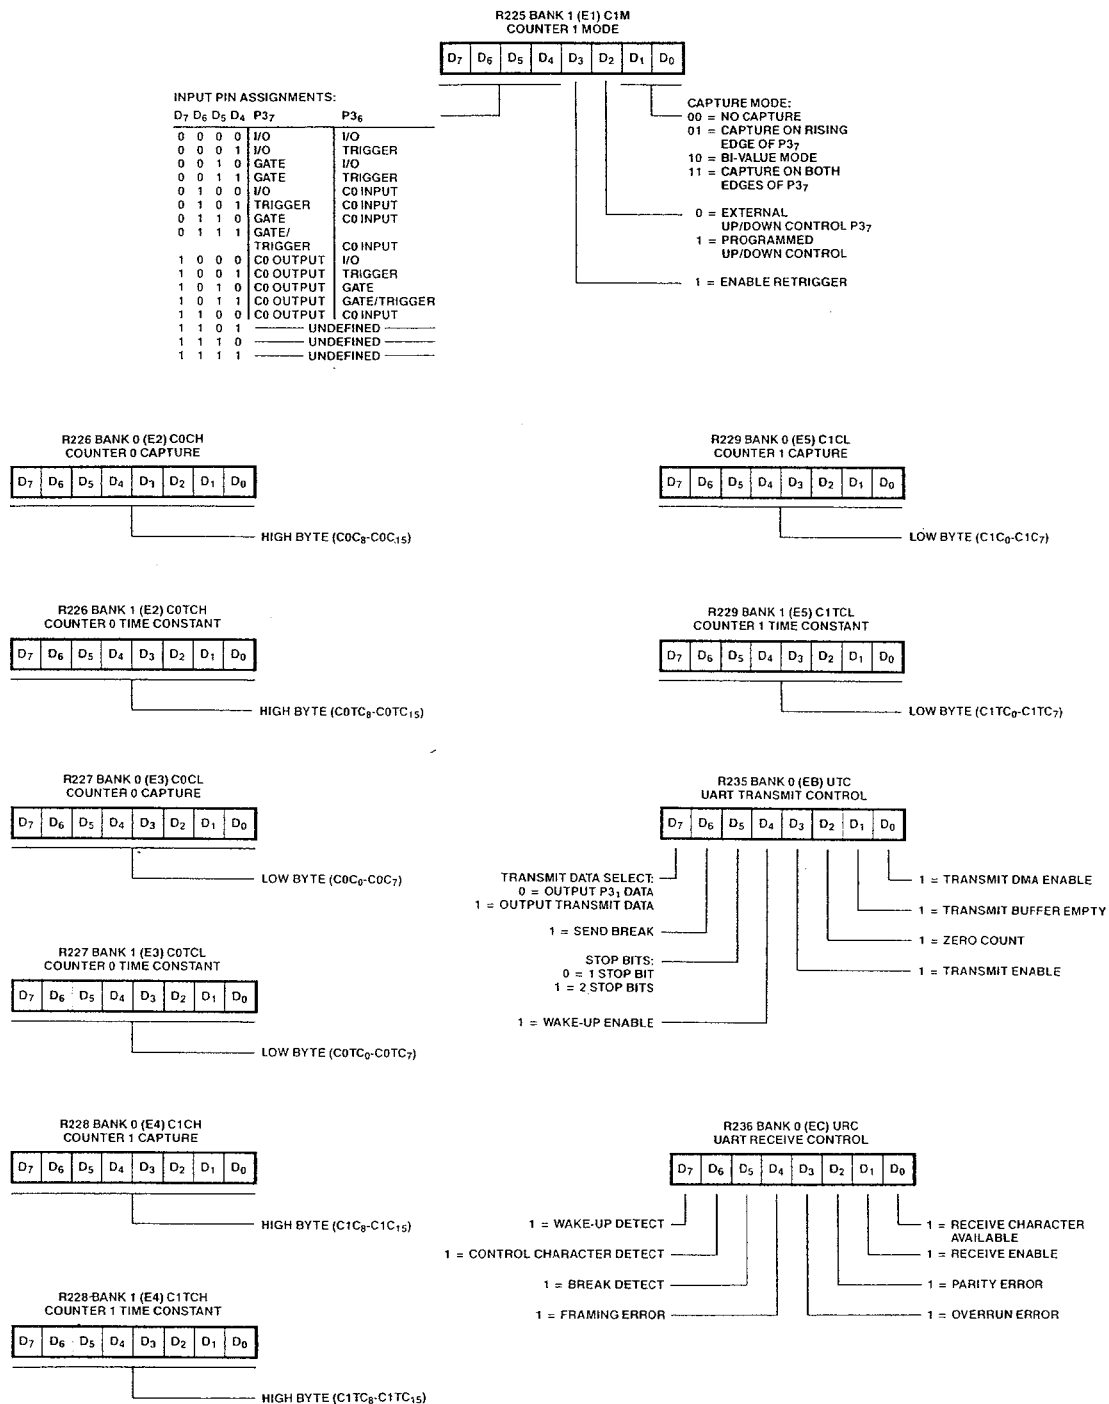 R225 BANK 1 (E1) C1M
COUNTER 1 MODE
D7 D6 D5 D4 D3 D2 D1 D0
INPUT PIN ASSIGNMENTS:
D7 D6 D5 D4 P37 P36
0 0 0 0 I/O I/O
0 0 0 1 I/O TRIGGER
0 0 1 0 GATE I/O
0 0 1 1 GATE TRIGGER
0 1 0 0 I/O C0 INPUT
0 1 0 1 TRIGGER C0 INPUT
0 1 1 0 GATE C0 INPUT
0 1 1 1 GATE/
TRIGGER C0 INPUT
1 0 0 0 C0 OUTPUT I/O
1 0 0 1 C0 OUTPUT TRIGGER
1 0 1 0 C0 OUTPUT GATE
1 0 1 1 C0 OUTPUT GATE/TRIGGER
1 1 0 0 C0 OUTPUT C0 INPUT
1 1 0 1 UNDEFINED
1 1 1 0 UNDEFINED
1 1 1 1 UNDEFINED
CAPTURE MODE:
00 = NO CAPTURE
01 = CAPTURE ON RISING
EDGE OF P37
10 = BI-VALUE MODE
11 = CAPTURE ON BOTH
EDGES OF P37
0 = EXTERNAL
UP/DOWN CONTROL P37
1 = PROGRAMMED
UP/DOWN CONTROL
1 = ENABLE RETRIGGER
R226 BANK 0 (E2) C0CH
COUNTER 0 CAPTURE
D7 D6 D5 D4 D3 D2 D1 D0
HIGH BYTE (C0C8-C0C15)
R226 BANK 1 (E2) C0TCH
COUNTER 0 TIME CONSTANT
D7 D6 D5 D4 D3 D2 D1 D0
HIGH BYTE (C0TC8-C0TC15)
R227 BANK 0 (E3) C0CL
COUNTER 0 CAPTURE
D7 D6 D5 D4 D3 D2 D1 D0
LOW BYTE (C0C0-C0C7)
R227 BANK 1 (E3) C0TCL
COUNTER 0 TIME CONSTANT
D7 D6 D5 D4 D3 D2 D1 D0
LOW BYTE (C0TC0-C0TC7)
R228 BANK 0 (E4) C1CH
COUNTER 1 CAPTURE
D7 D6 D5 D4 D3 D2 D1 D0
HIGH BYTE (C1C8-C1C15)
R228 BANK 1 (E4) C1TCH
COUNTER 1 TIME CONSTANT
D7 D6 D5 D4 D3 D2 D1 D0
HIGH BYTE (C1TC8-C1TC15)
R229 BANK 0 (E5) C1CL
COUNTER 1 CAPTURE
D7 D6 D5 D4 D3 D2 D1 D0
LOW BYTE (C1C0-C1C7)
R229 BANK 1 (E5) C1TCL
COUNTER 1 TIME CONSTANT
D7 D6 D5 D4 D3 D2 D1 D0
LOW BYTE (C1TC0-C1TC7)
R235 BANK 0 (EB) UTC
UART TRANSMIT CONTROL
D7 D6 D5 D4 D3 D2 D1 D0
TRANSMIT DATA SELECT:
0 = OUTPUT P31 DATA
1 = OUTPUT TRANSMIT DATA
1 = SEND BREAK
STOP BITS:
0 = 1 STOP BIT
1 = 2 STOP BITS
1 = WAKE-UP ENABLE
1 = TRANSMIT DMA ENABLE
1 = TRANSMIT BUFFER EMPTY
1 = ZERO COUNT
1 = TRANSMIT ENABLE
R236 BANK 0 (EC) URC
UART RECEIVE CONTROL
D7 D6 D5 D4 D3 D2 D1 D0
1 = WAKE-UP DETECT
1 = CONTROL CHARACTER DETECT
1 = BREAK DETECT
1 = FRAMING ERROR
1 = RECEIVE CHARACTER
AVAILABLE
1 = RECEIVE ENABLE
1 = PARITY ERROR
1 = OVERRUN ERROR